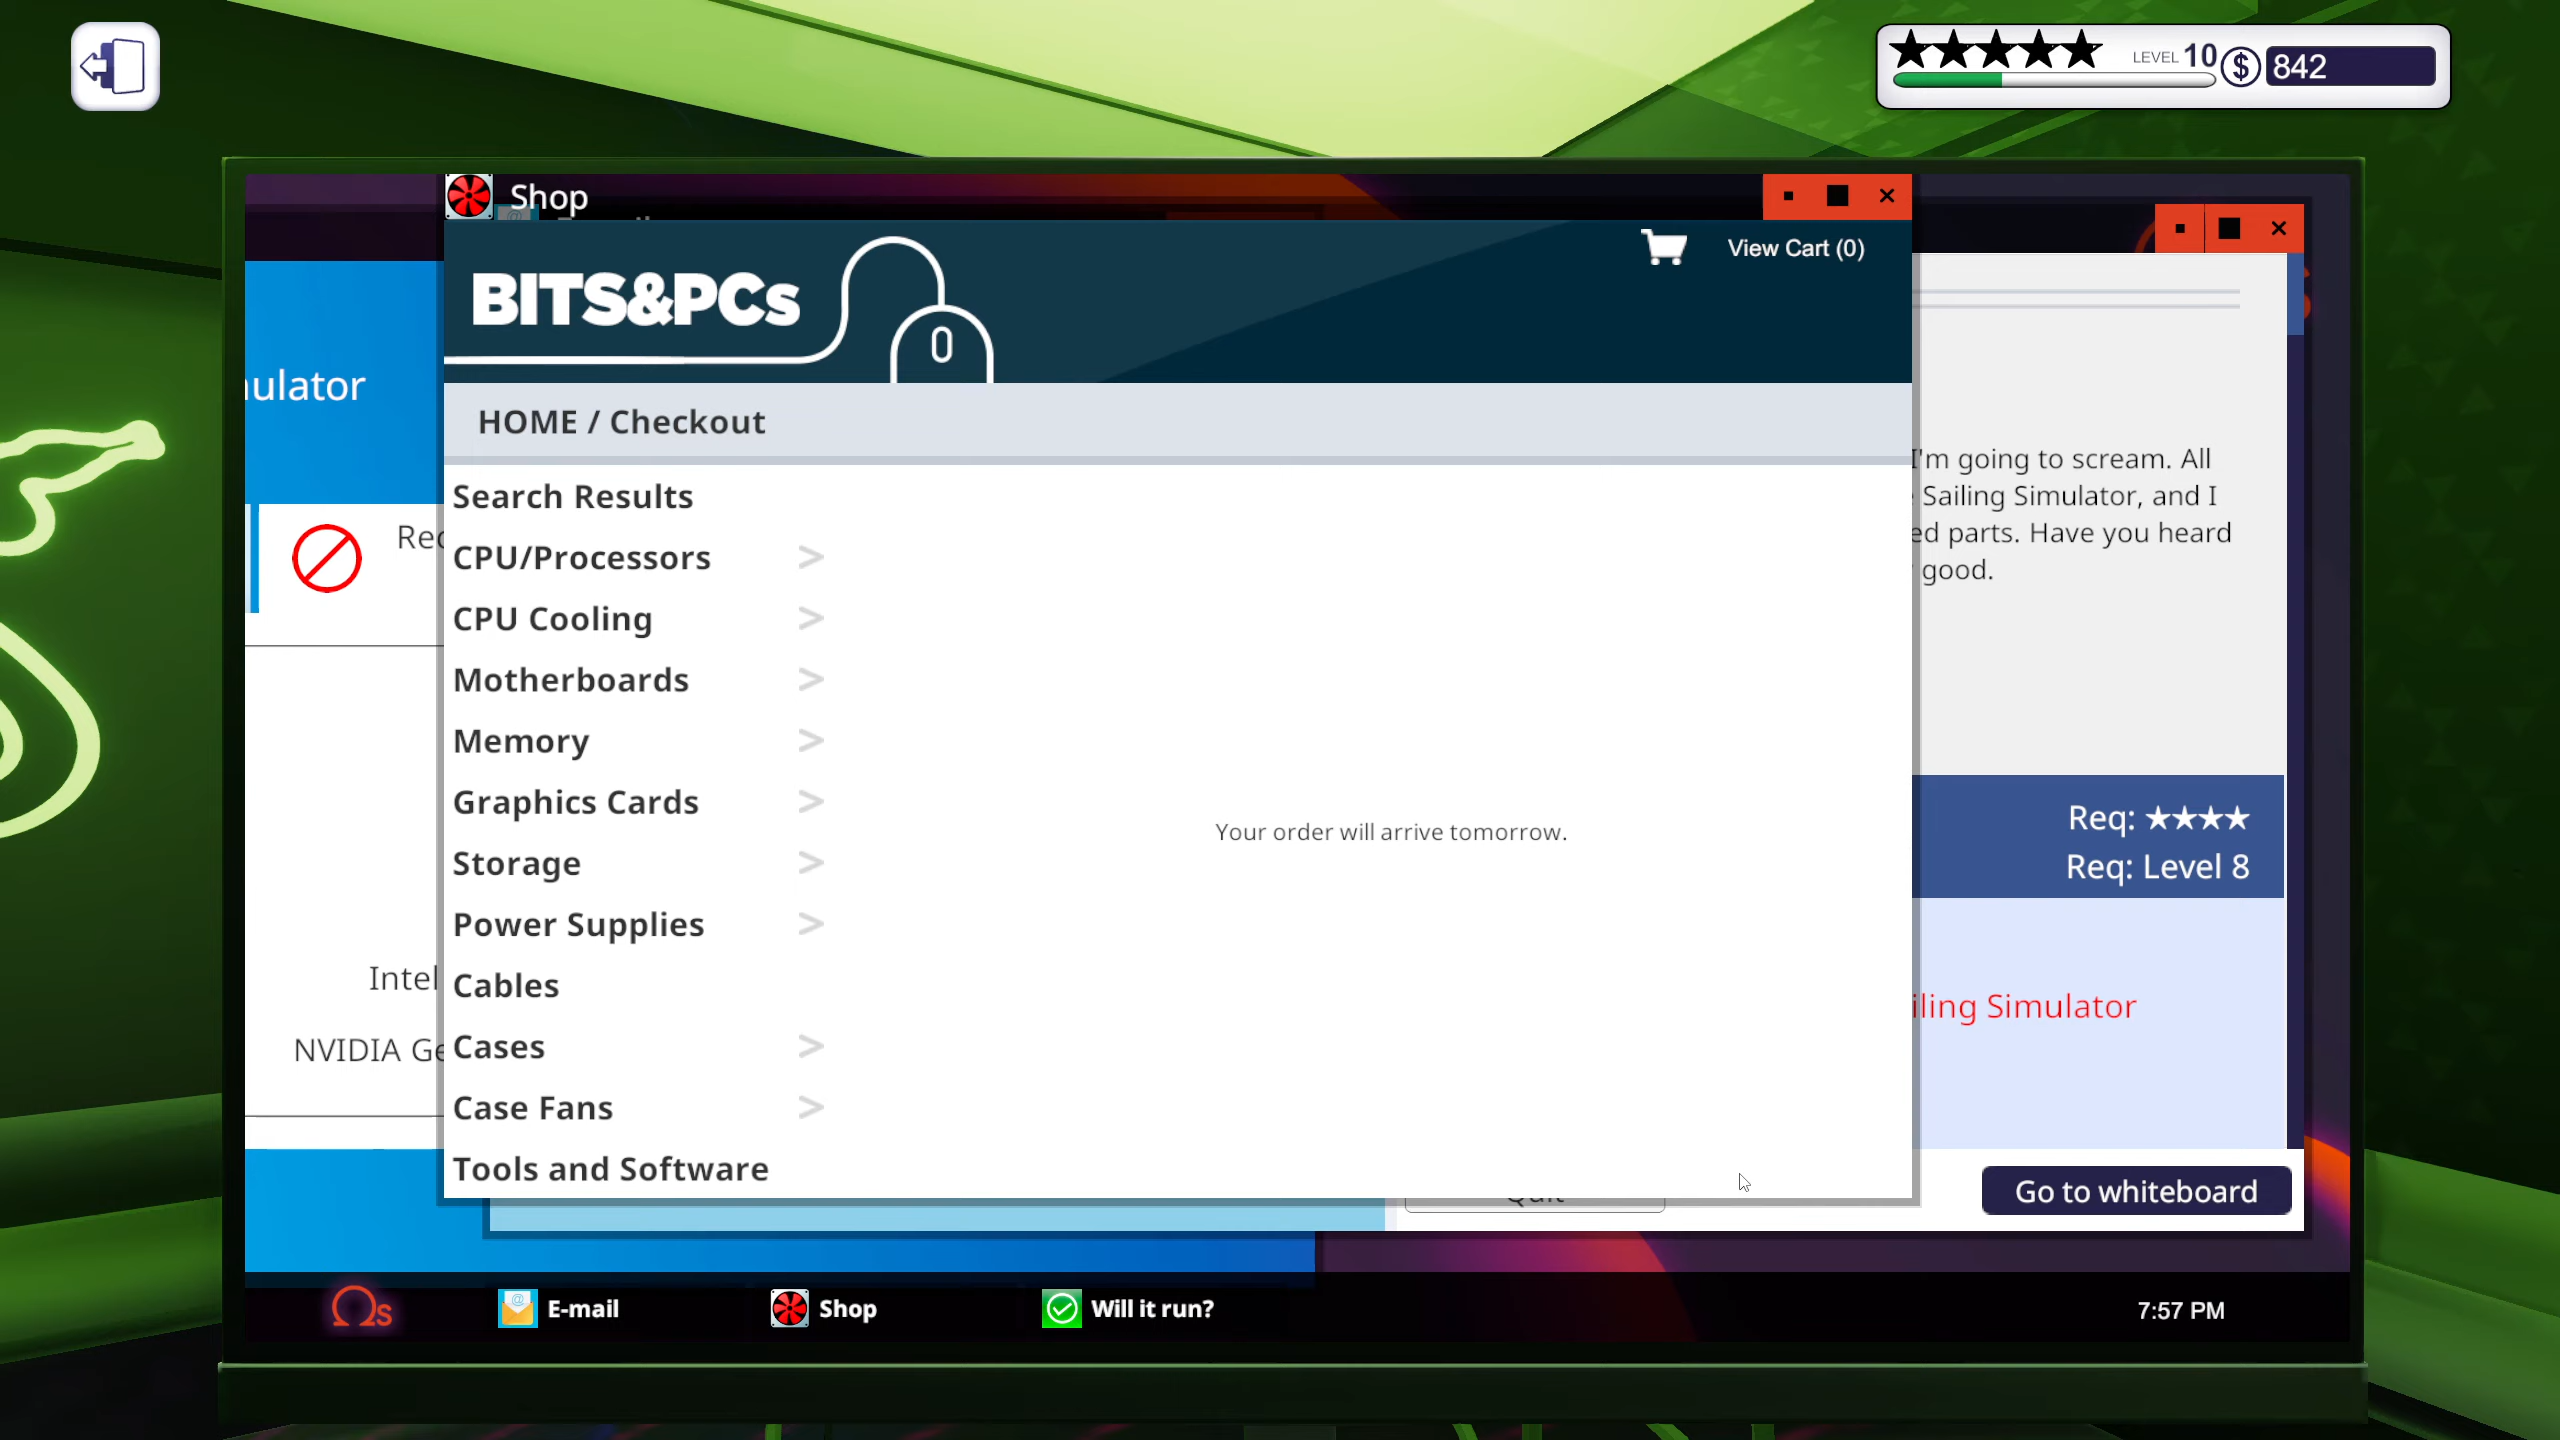 LEVEL 10
842
Shop
View Cart (0)
BITS&PCs
HOME / Checkout
Search Results
CPU/Processors
CPU Cooling
Motherboards
Memory
Graphics Cards
Storage
Power Supplies
Cables
Cases
Case Fans
Tools and Software
Your order will arrive tomorrow.
I'm going to scream. All
Sailing Simulator, and I
ed parts. Have you heard
good.
Req: ★★★★
Req: Level 8
iling Simulator
ulator
Rec
Intel
NVIDIA Ge
Quit
Go to whiteboard
Ωs
E-mail
Shop
Will it run?
7:57 PM